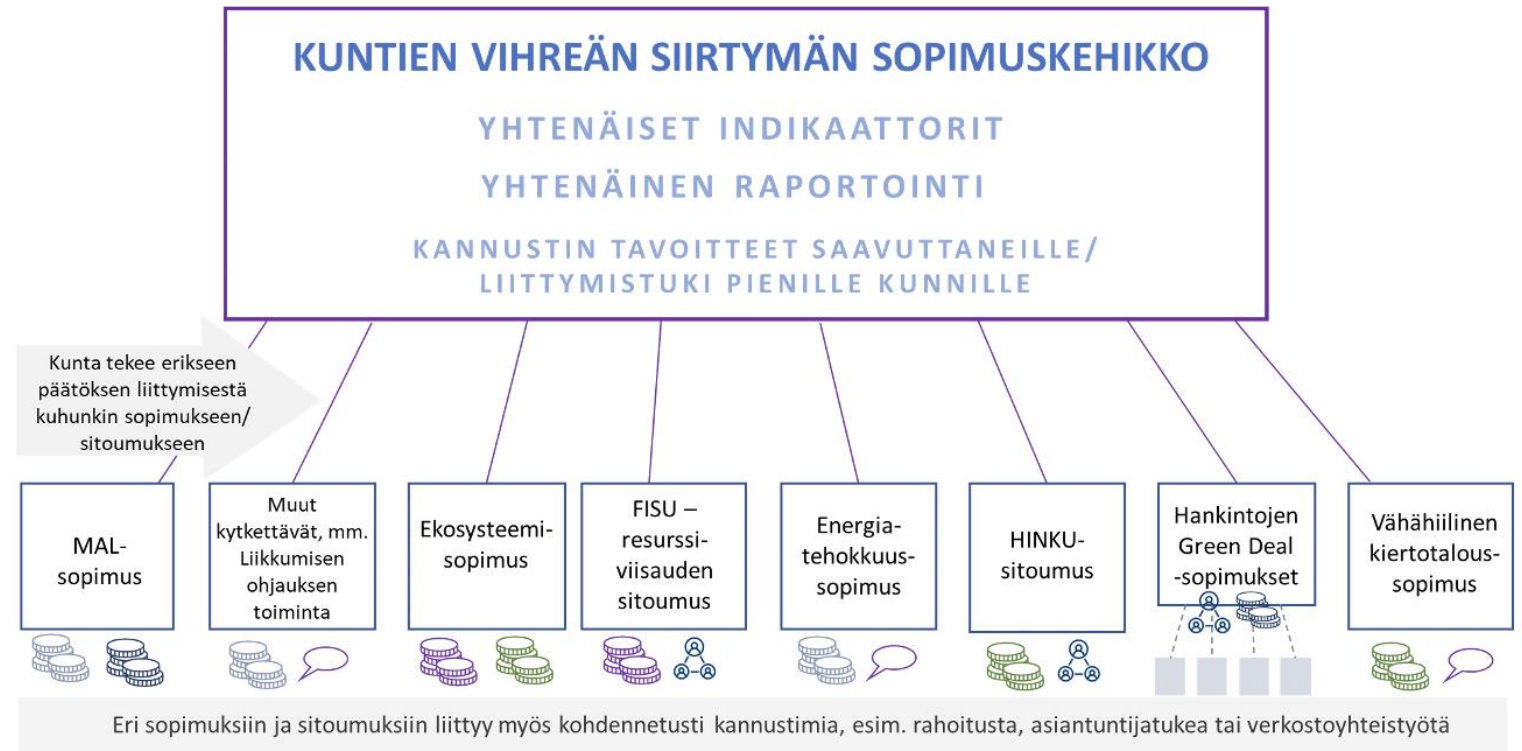 KUNTIEN VIHREÄN SIIRTYMÄN SOPIMUSKEHIKKO
YHTENÄISET INDIKAATTORIT
YHTENÄINEN RAPORTOINTI
KANNUSTIN TAVOITTEET SAAVUTTANEILLE/
LIITTYMISTUKI PIENILLE KUNNILLE
Kunta tekee erikseen
päätöksen liittymisestä
kuhunkin sopimukseen/
sitoumukseen
MAL-
sopimus
Muut
kytkettävät, mm.
Liikkumisen
ohjauksen
toiminta
Ekosysteemi-
sopimus
FISU –
resurssi-
viisauden
sitoumus
Energia-
tehokkuus-
sopimus
HINKU-
sitoumus
Hankintojen
Green Deal
-sopimukset
Vähähiilinen
kiertotalous-
sopimus
Eri sopimuksiin ja sitoumuksiin liittyy myös kohdennetusti kannustimia, esim. rahoitusta, asiantuntijatukea tai verkostoyhteistyötä